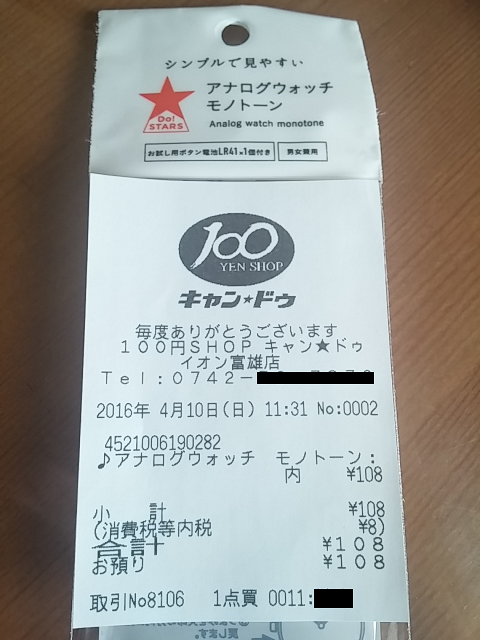 シンプルで見やすい
アナログウォッチ
モノトーン
Analog watch monotone
Do!
STARS
お試し用ボタン電池LR41×1個付き 男女兼用
100
YEN SHOP
キャン★ドゥ
毎度ありがとうございます
100円SHOP キャン★ドゥ
イオン富雄店
Tel:0742-
2016年 4月10日(日) 11:31 No:0002
4521006190282
♪アナログウォッチ モノトーン:
内 ¥108
小 計 ¥108
(消費税等内税 ¥8)
合計 ¥108
お預り ¥108
取引No8106 1点買 0011: